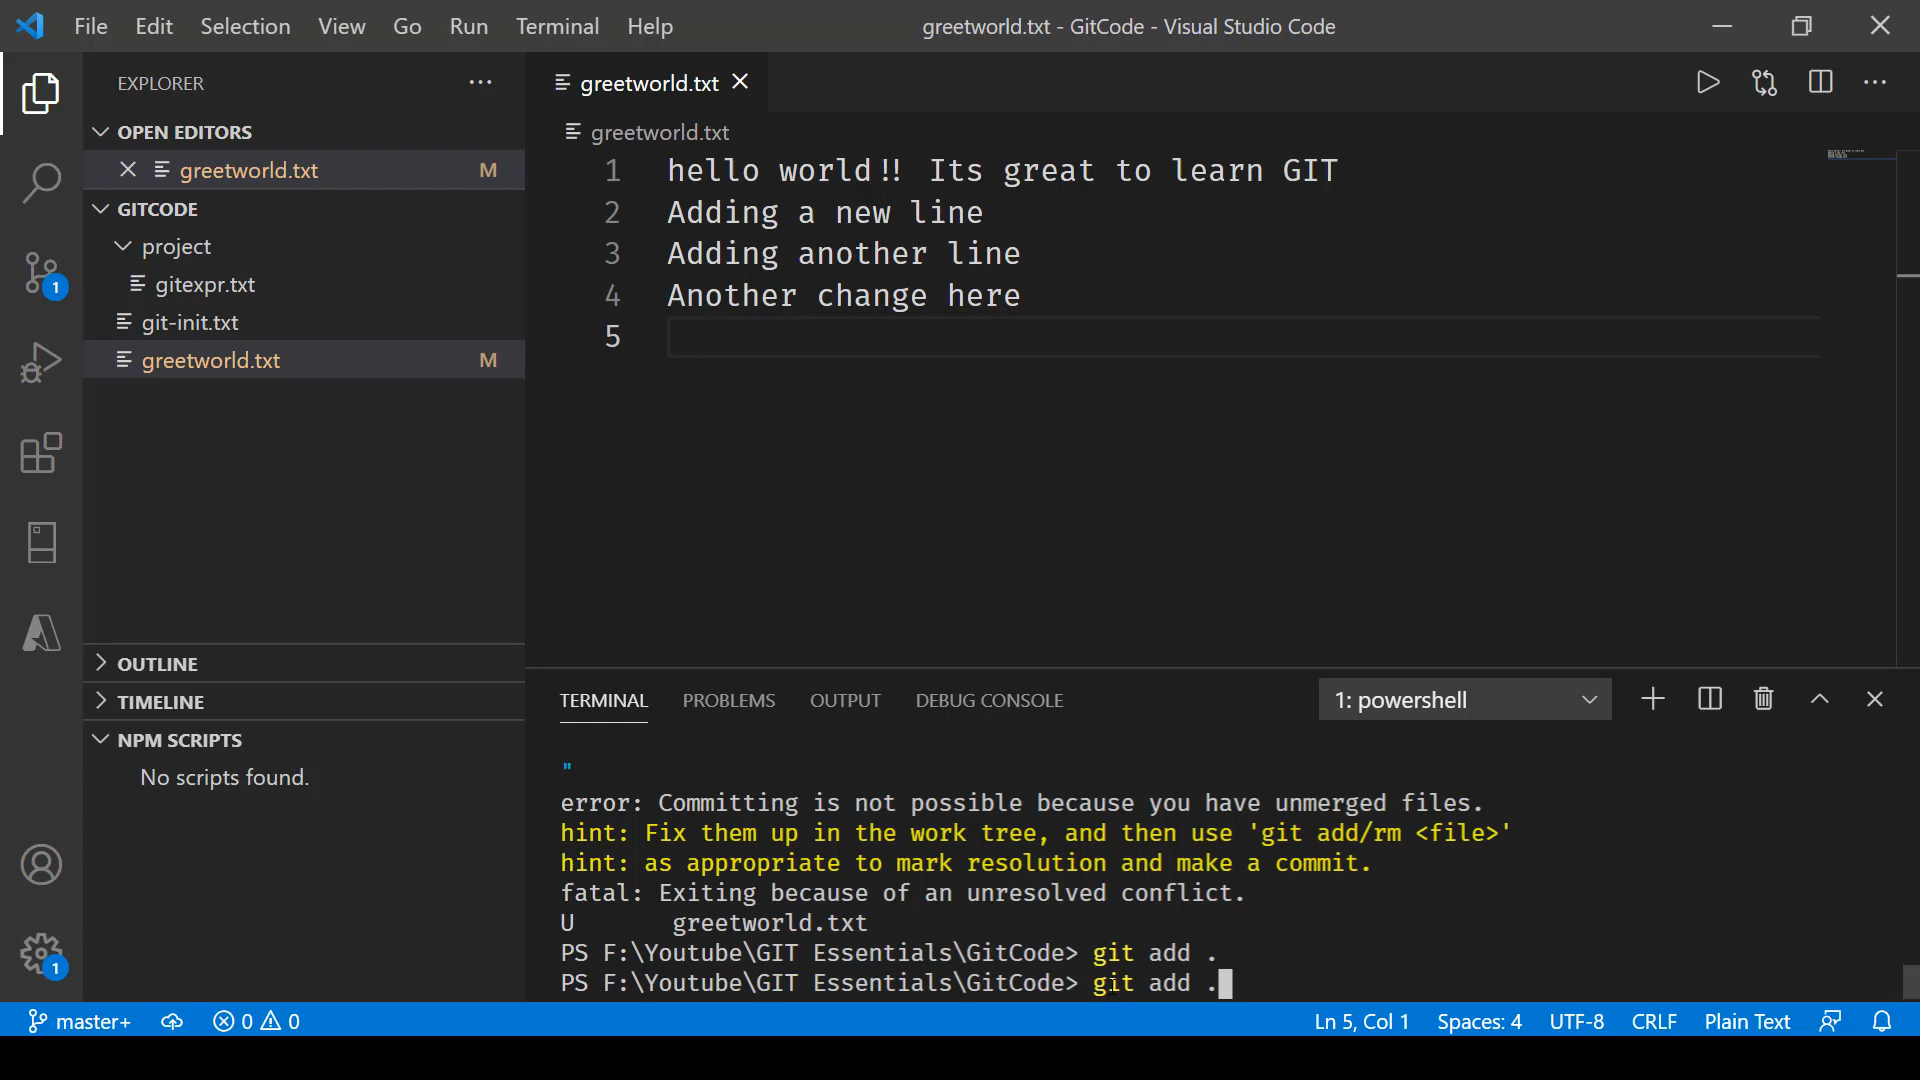 File Edit Selection View Go Run Terminal Help
greetworld.txt - GitCode - Visual Studio Code
EXPLORER
OPEN EDITORS
greetworld.txt M
GITCODE
project
gitexpr.txt
git-init.txt
greetworld.txt M
OUTLINE
TIMELINE
NPM SCRIPTS
No scripts found.
1
1
greetworld.txt
greetworld.txt
1 hello world!! Its great to learn GIT
2 Adding a new line
3 Adding another line
4 Another change here
5
TERMINAL PROBLEMS OUTPUT DEBUG CONSOLE
1: powershell
"
error: Committing is not possible because you have unmerged files.
hint: Fix them up in the work tree, and then use 'git add/rm <file>'
hint: as appropriate to mark resolution and make a commit.
fatal: Exiting because of an unresolved conflict.
U greetworld.txt
PS F:\Youtube\GIT Essentials\GitCode> git add .
PS F:\Youtube\GIT Essentials\GitCode> git add .
master+ 0 0 Ln 5, Col 1 Spaces: 4 UTF-8 CRLF Plain Text